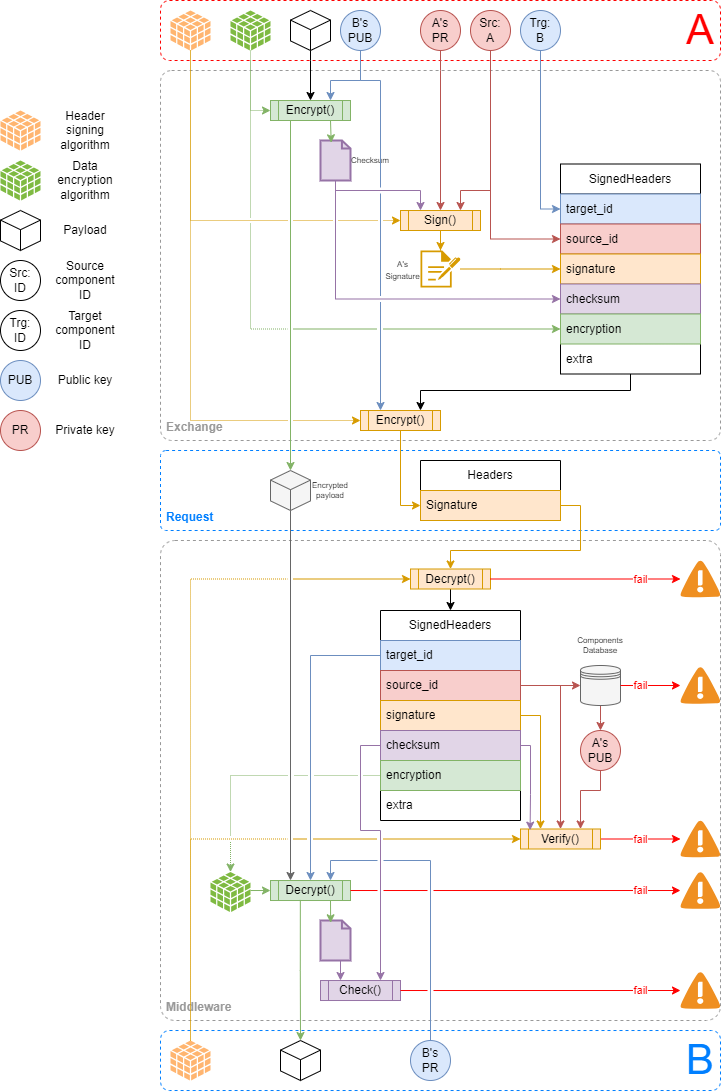 B's
PUB
A's
PR
Src:
A
Trg:
B
A
Encrypt()
Checksum
Sign()
A's
Signature
SignedHeaders
target_id
source_id
signature
checksum
encryption
extra
Encrypt()
Exchange
Header
signing
algorithm
Data
encryption
algorithm
Payload
Src:
ID
Source
component
ID
Trg:
ID
Target
component
ID
PUB
Public key
PR
Private key
Encrypted
payload
Headers
Signature
Request
Decrypt()
fail
SignedHeaders
target_id
source_id
signature
checksum
encryption
extra
Components
Database
fail
A's
PUB
Verify()
fail
Decrypt()
fail
Check()
fail
Middleware
B's
PR
B